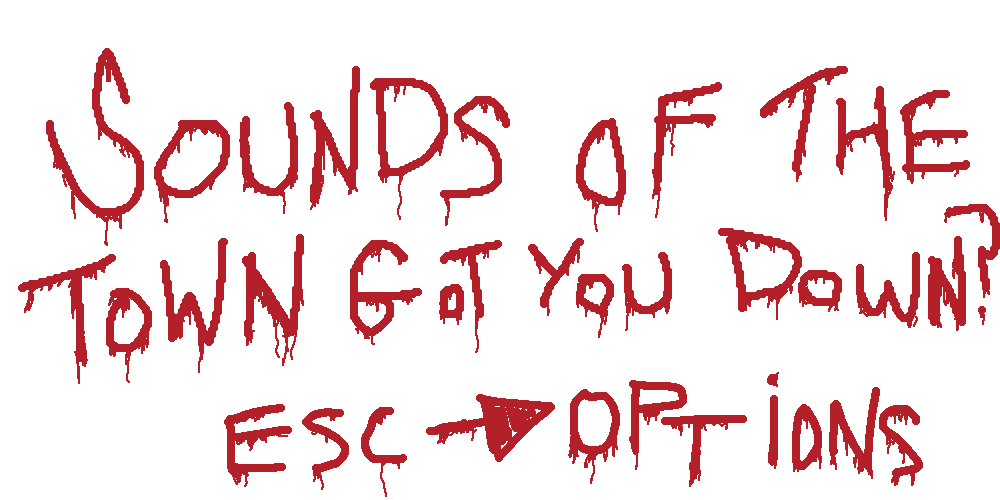 SOUNDS OF THE
TOWN GOT YOU DOWN?
ESC → OPTIONS